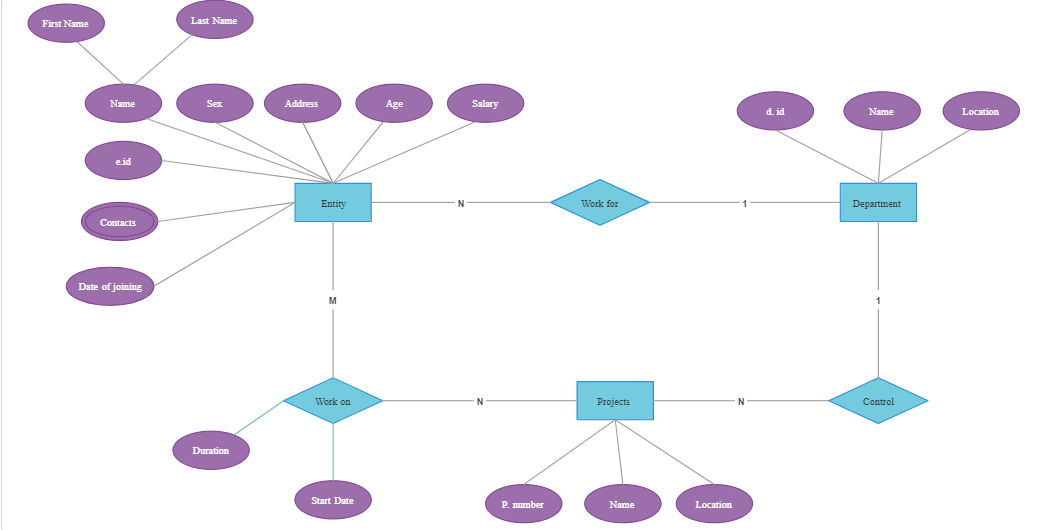 First Name
Last Name
Name
Sex
Address
Age
Salary
d. id
Name
Location
e.id
Entity
N
Work for
1
Department
Contacts
Date of joining
M
1
Work on
N
Projects
N
Control
Duration
Start Date
P. number
Name
Location